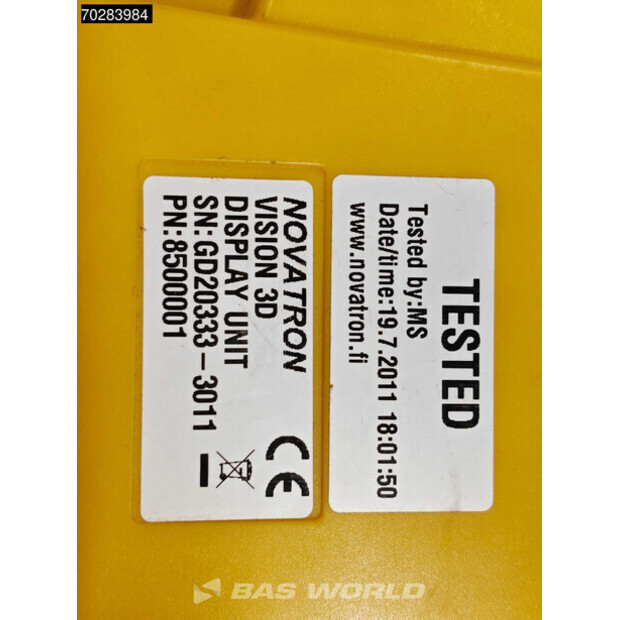 70283984
TESTED
Tested by:MS
Date/time:19.7.2011 18:01:50
www.novatron.fi
NOVATRON
VISION 3D
DISPLAY UNIT
SN:GD20333-3011
PN:8500001
CE
BAS WORLD